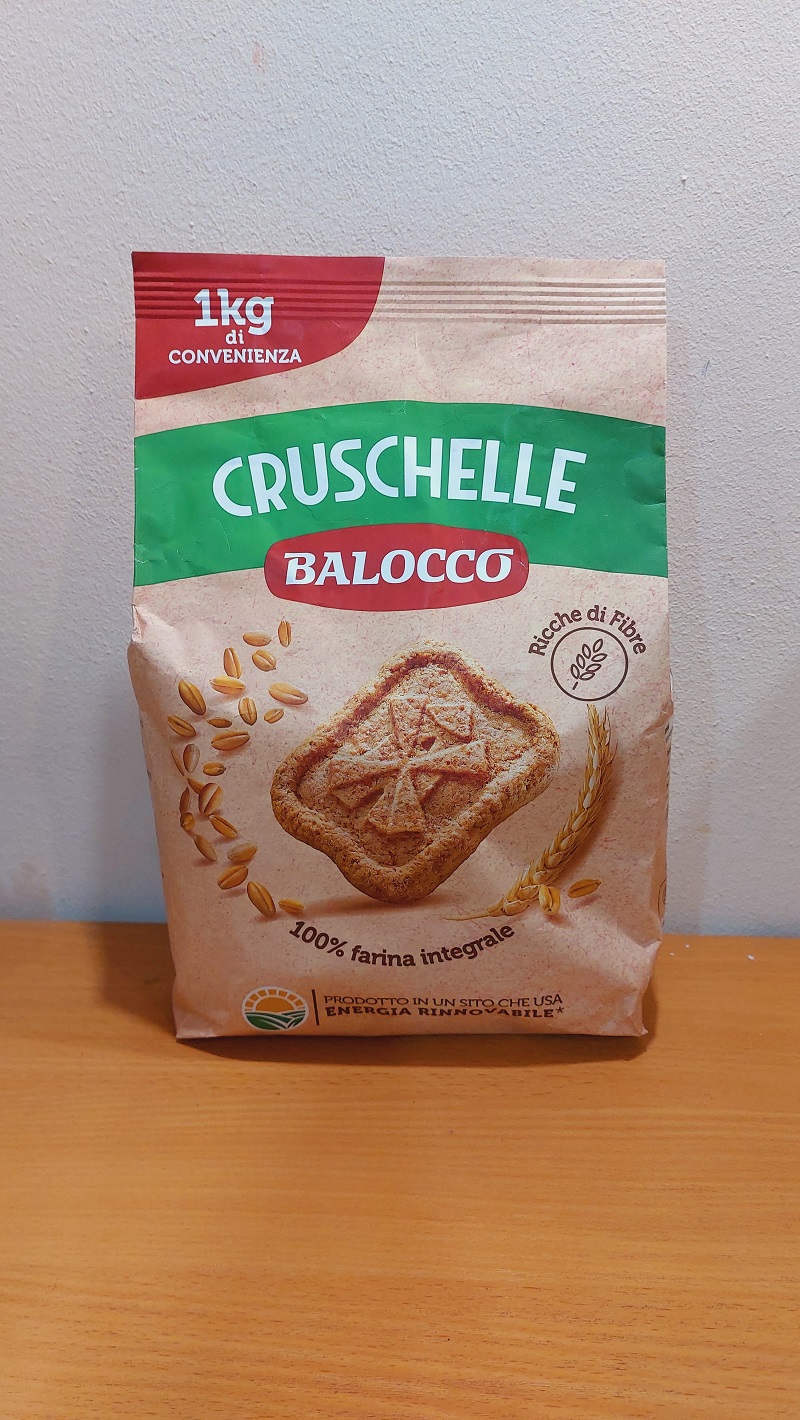 1kg
di
CONVENIENZA
CRUSCHELLE
BALOCCO
Ricche di Fibre
100% farina integrale
PRODOTTO IN UN SITO CHE USA
ENERGIA RINNOVABILE*